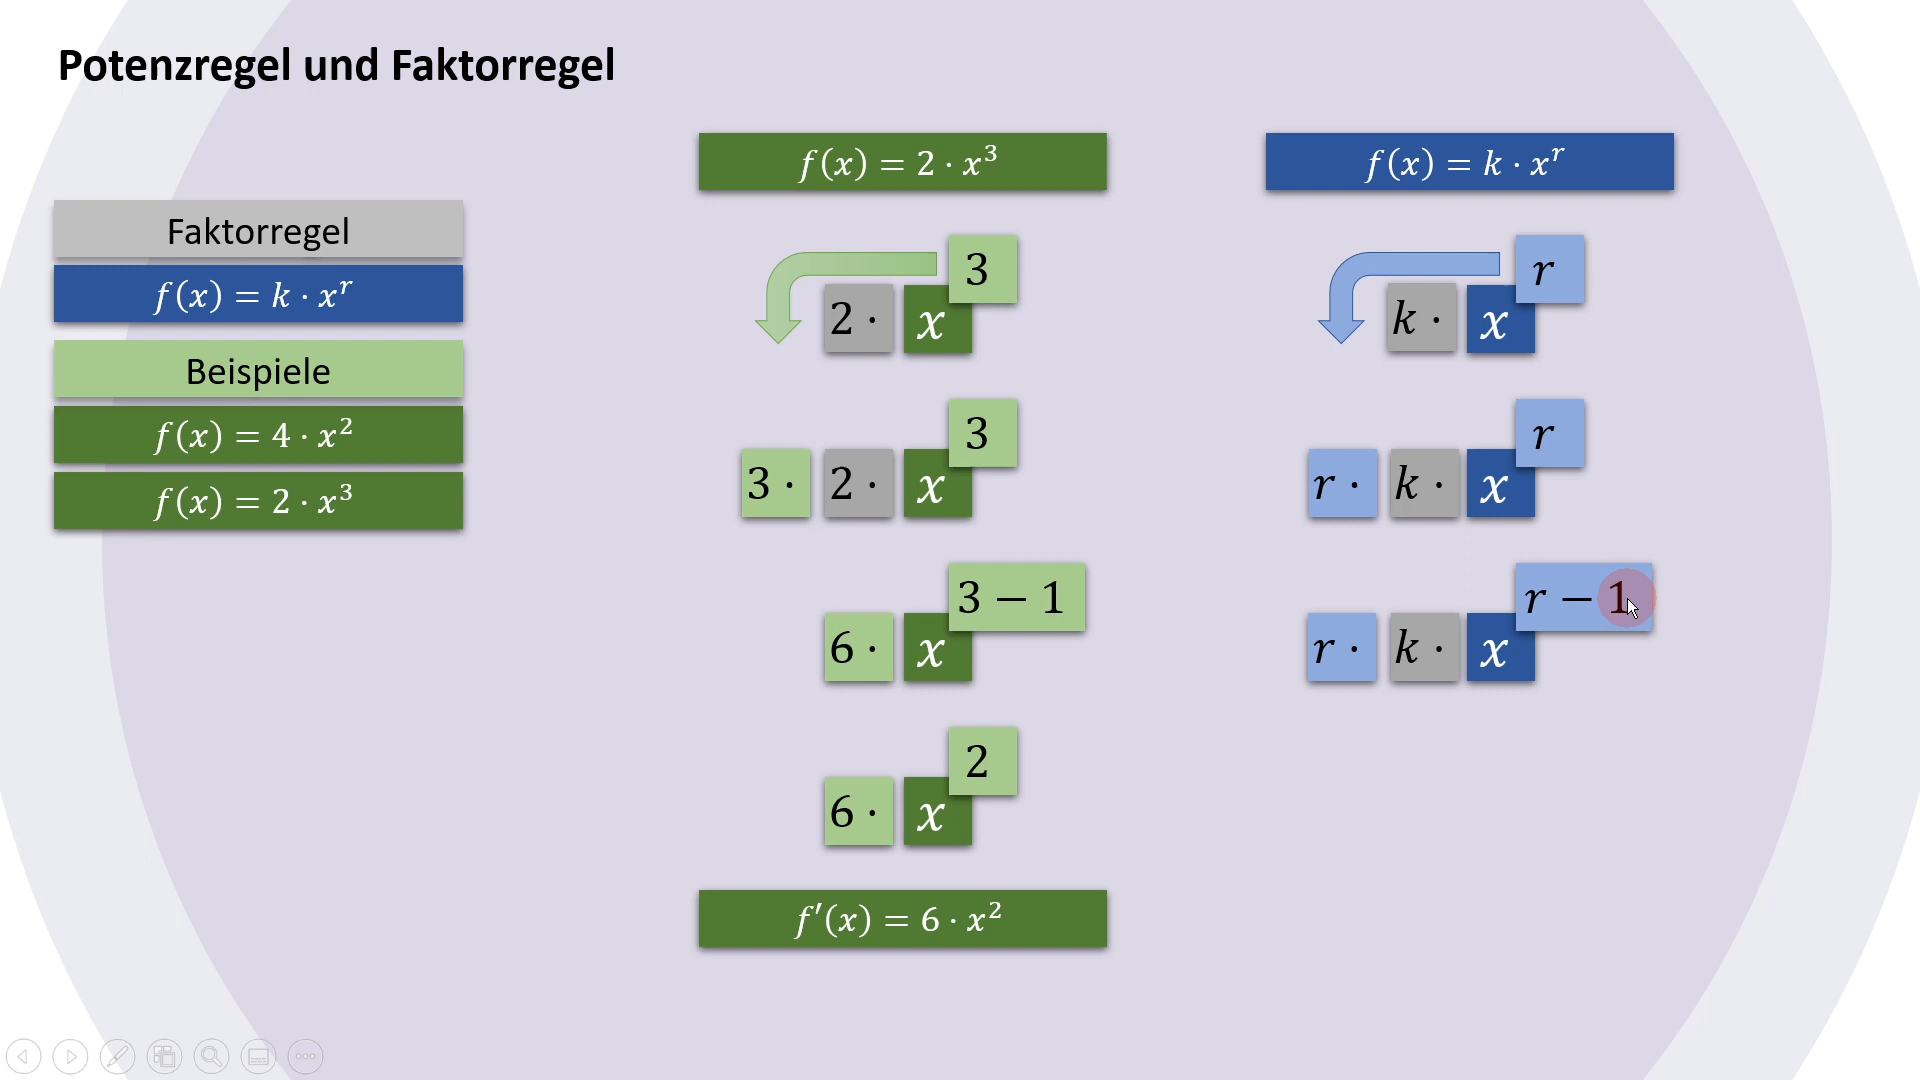 Potenzregel und Faktorregel
Faktorregel
f(x) = k · x^r
Beispiele
f(x) = 4 · x²
f(x) = 2 · x³
f(x) = 2 · x³
2 · x 3
3 · 2 · x 3
6 · x 3 − 1
6 · x 2
f′(x) = 6 · x²
f(x) = k · x^r
k · x r
r · k · x r
r · k · x r − 1